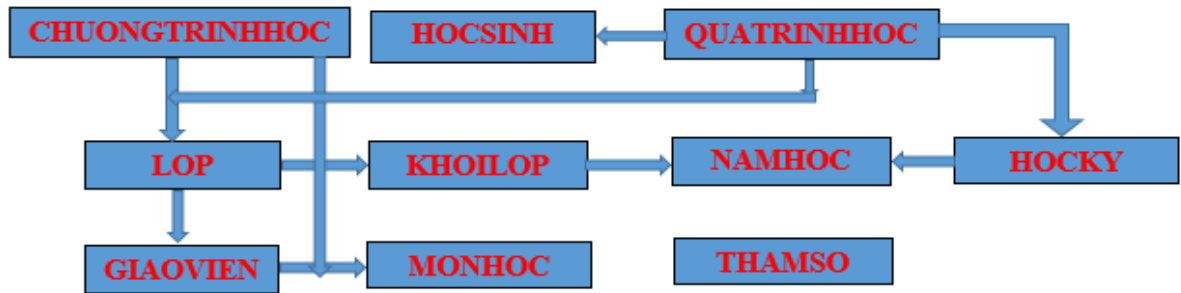 CHUONGTRINHHOC
HOCSINH
QUATRINHHOC
LOP
KHOILOP
NAMHOC
HOCKY
GIAOVIEN
MONHOC
THAMSO